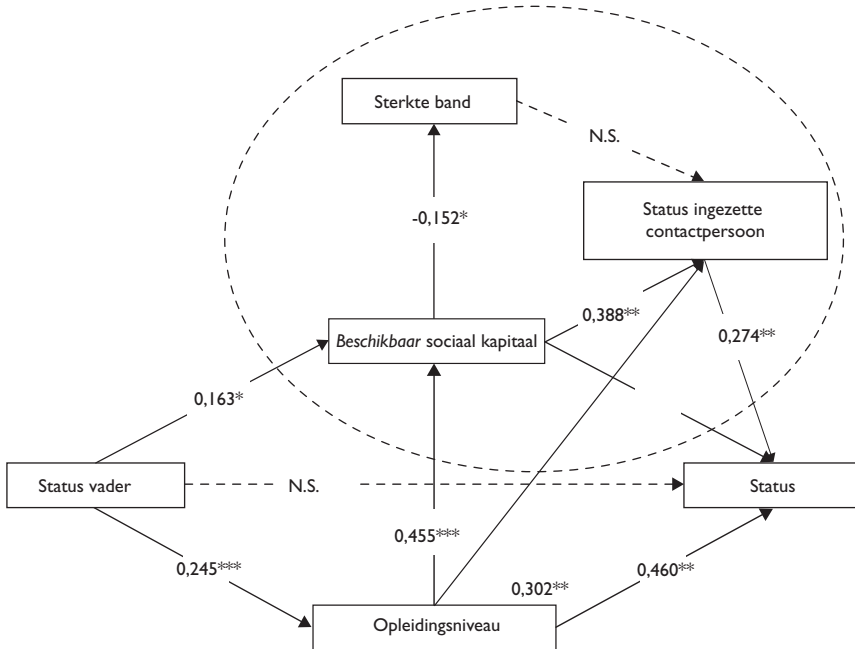 Sterkte band
N.S.
Status ingezette
contactpersoon
-0,152*
Beschikbaar sociaal kapitaal
0,388**
0,274**
0,163*
Status vader
N.S.
Status
0,455***
0,245***
0,302**
0,460**
Opleidingsniveau